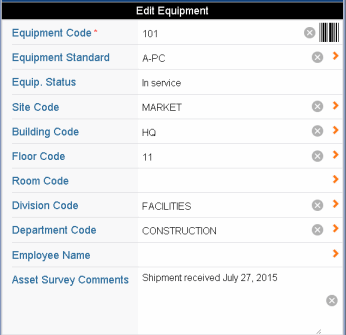 Edit Equipment
Equipment Code * 101
Equipment Standard A-PC
Equip. Status In service
Site Code MARKET
Building Code HQ
Floor Code 11
Room Code
Division Code FACILITIES
Department Code CONSTRUCTION
Employee Name
Asset Survey Comments Shipment received July 27, 2015